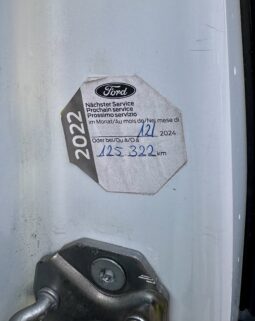 Ford
2022
Nächster Service
Prochain service
Prossimo servizio
im Monat/Au mois de/Nel mese di
12/ 2024
Oder bei/Ou à/O a
125 322 km